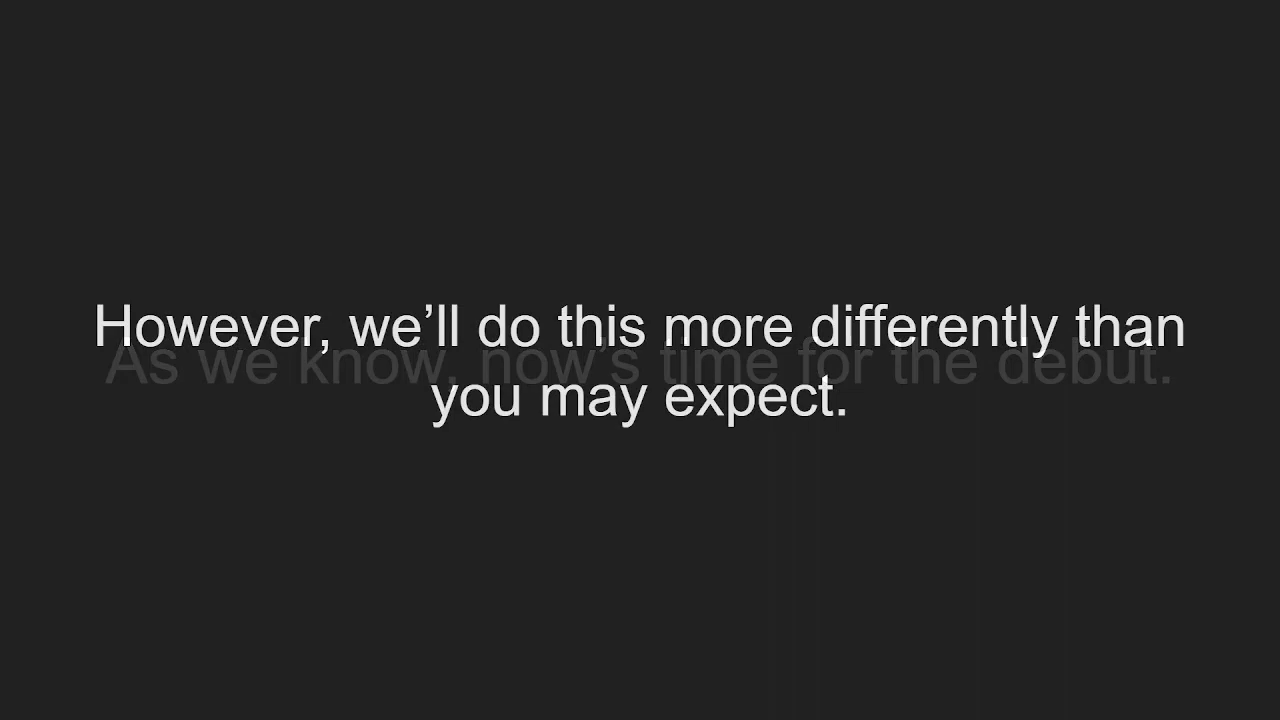 However, we’ll do this more differently than
As we know, now’s time for the debut.
you may expect.